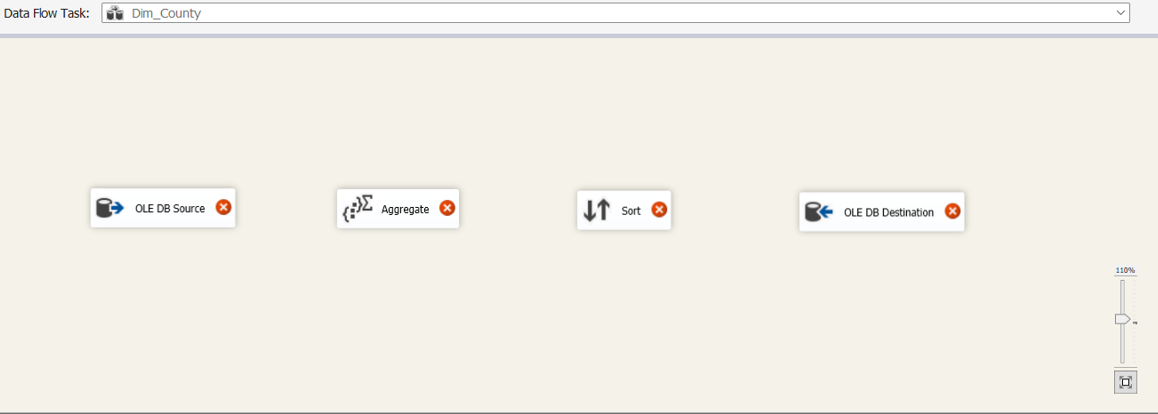 Data Flow Task: Dim_County
OLE DB Source
Aggregate
Sort
OLE DB Destination
110%